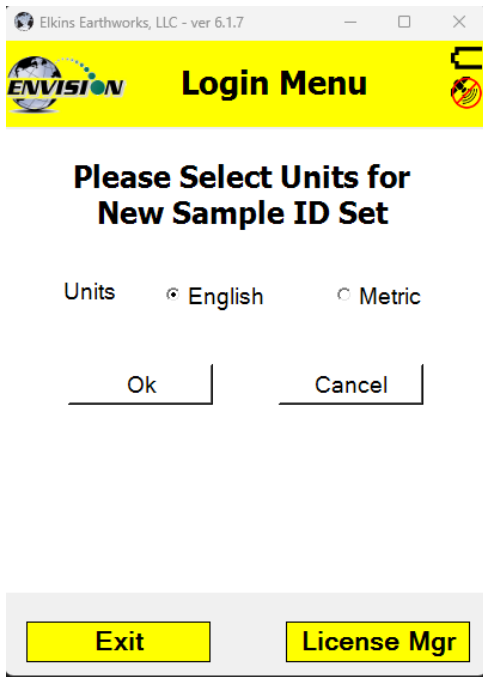 Elkins Earthworks, LLC - ver 6.1.7
ENVISION
Login Menu
Please Select Units for
New Sample ID Set
Units English Metric
Ok Cancel
Exit License Mgr